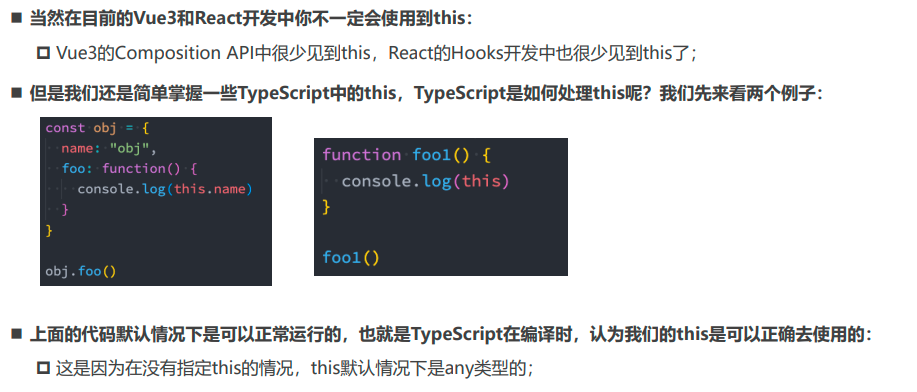 当然在目前的Vue3和React开发中你不一定会使用到this：
Vue3的Composition API中很少见到this，React的Hooks开发中也很少见到this了；
但是我们还是简单掌握一些TypeScript中的this，TypeScript是如何处理this呢？我们先来看两个例子：
const obj = {
  name: "obj",
  foo: function() {
    console.log(this.name)
  }
}
obj.foo()
function foo1() {
  console.log(this)
}
foo1()
上面的代码默认情况下是可以正常运行的，也就是TypeScript在编译时，认为我们的this是可以正确去使用的：
这是因为在没有指定this的情况，this默认情况下是any类型的；